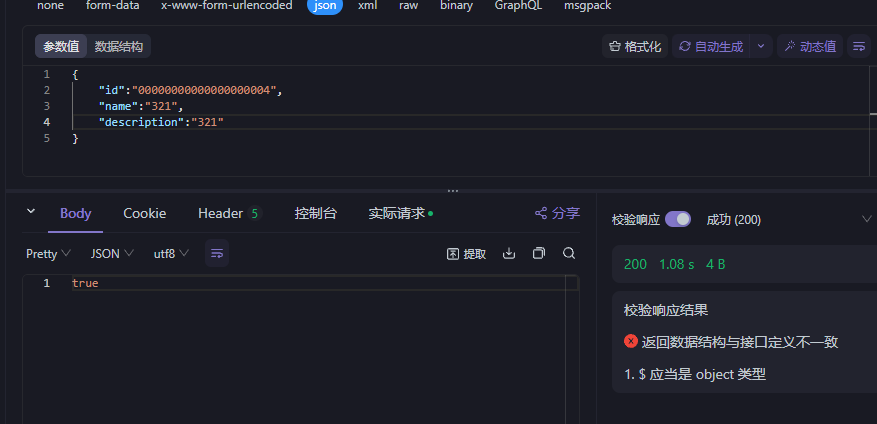 none form-data x-www-form-urlencoded json xml raw binary GraphQL msgpack
参数值 数据结构 格式化 自动生成 动态值
1 {
2 "id":"00000000000000000004",
3 "name":"321",
4 "description":"321"
5 }
Body Cookie Header 5 控制台 实际请求 分享
Pretty JSON utf8 提取
1 true
校验响应 成功 (200)
200 1.08 s 4 B
校验响应结果
返回数据结构与接口定义不一致
1. $ 应当是 object 类型